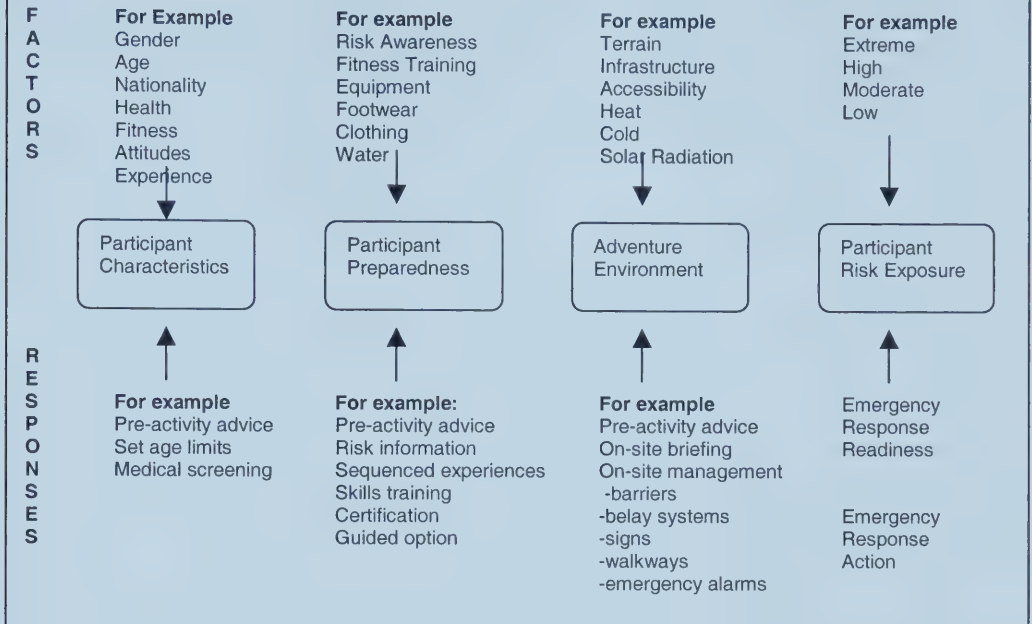 FACTORS
For Example
Gender
Age
Nationality
Health
Fitness
Attitudes
Experience
For example
Risk Awareness
Fitness Training
Equipment
Footwear
Clothing
Water
For example
Terrain
Infrastructure
Accessibility
Heat
Cold
Solar Radiation
For example
Extreme
High
Moderate
Low
Participant
Characteristics
Participant
Preparedness
Adventure
Environment
Participant
Risk Exposure
RESPONSES
For example
Pre-activity advice
Set age limits
Medical screening
For example:
Pre-activity advice
Risk information
Sequenced experiences
Skills training
Certification
Guided option
For example
Pre-activity advice
On-site briefing
On-site management
-barriers
-belay systems
-signs
-walkways
-emergency alarms
Emergency
Response
Readiness
Emergency
Response
Action